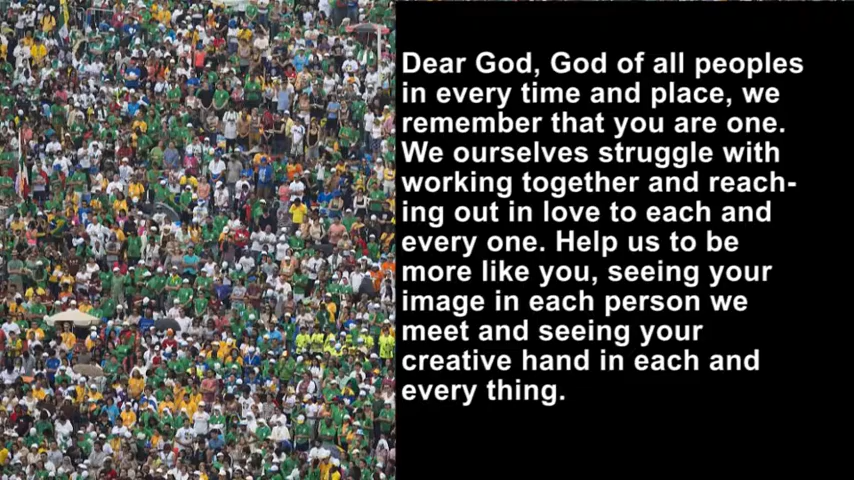 Dear God, God of all peoples
in every time and place, we
remember that you are one.
We ourselves struggle with
working together and reach-
ing out in love to each and
every one. Help us to be
more like you, seeing your
image in each person we
meet and seeing your
creative hand in each and
every thing.